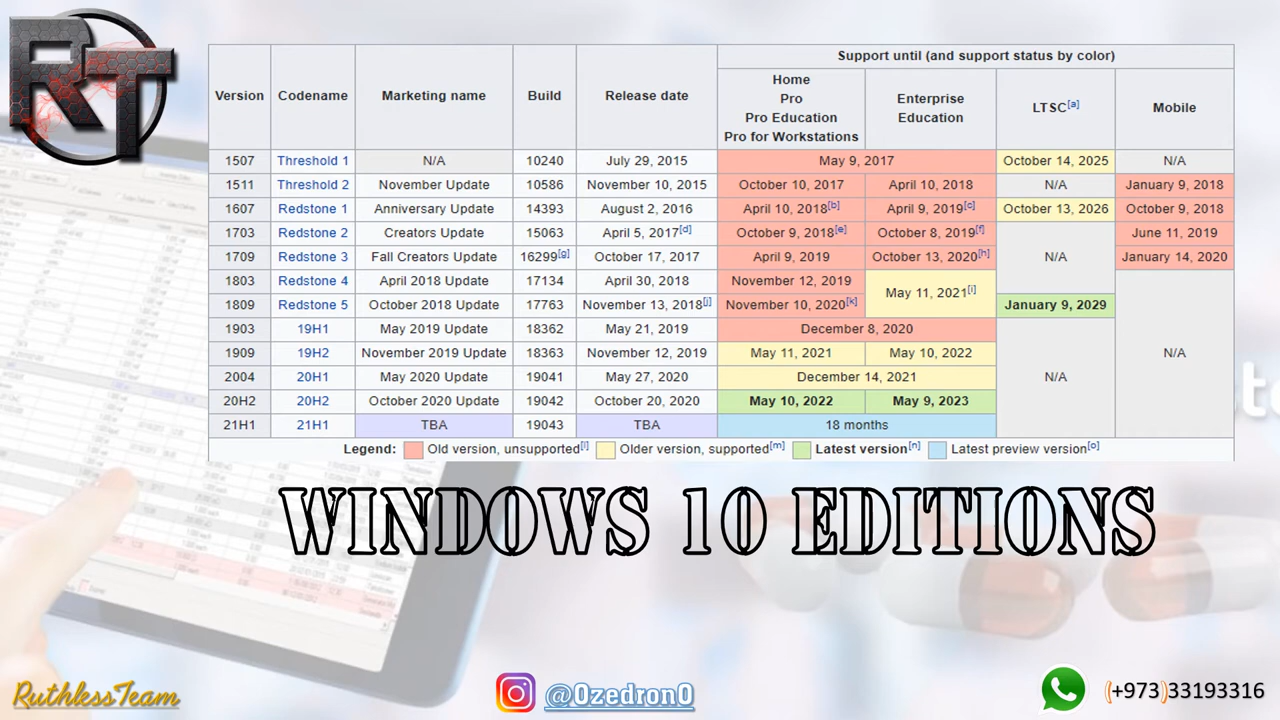 RT
Support until (and support status by color)
Version Codename Marketing name Build Release date Home Pro Pro Education Pro for Workstations Enterprise Education LTSC[a] Mobile
1507 Threshold 1 N/A 10240 July 29, 2015 May 9, 2017 October 14, 2025 N/A
1511 Threshold 2 November Update 10586 November 10, 2015 October 10, 2017 April 10, 2018 N/A January 9, 2018
1607 Redstone 1 Anniversary Update 14393 August 2, 2016 April 10, 2018[b] April 9, 2019[c] October 13, 2026 October 9, 2018
1703 Redstone 2 Creators Update 15063 April 5, 2017[d] October 9, 2018[e] October 8, 2019[f] June 11, 2019
1709 Redstone 3 Fall Creators Update 16299[g] October 17, 2017 April 9, 2019 October 13, 2020[h] N/A January 14, 2020
1803 Redstone 4 April 2018 Update 17134 April 30, 2018 November 12, 2019 May 11, 2021[i]
1809 Redstone 5 October 2018 Update 17763 November 13, 2018[j] November 10, 2020[k] January 9, 2029
1903 19H1 May 2019 Update 18362 May 21, 2019 December 8, 2020
1909 19H2 November 2019 Update 18363 November 12, 2019 May 11, 2021 May 10, 2022 N/A
2004 20H1 May 2020 Update 19041 May 27, 2020 December 14, 2021 N/A
20H2 20H2 October 2020 Update 19042 October 20, 2020 May 10, 2022 May 9, 2023
21H1 21H1 TBA 19043 TBA 18 months
Legend: Old version, unsupported[l] Older version, supported[m] Latest version[n] Latest preview version[o]
WINDOWS 10 EDITIONS
RuthlessTeam @0zedron0 (+973)33193316